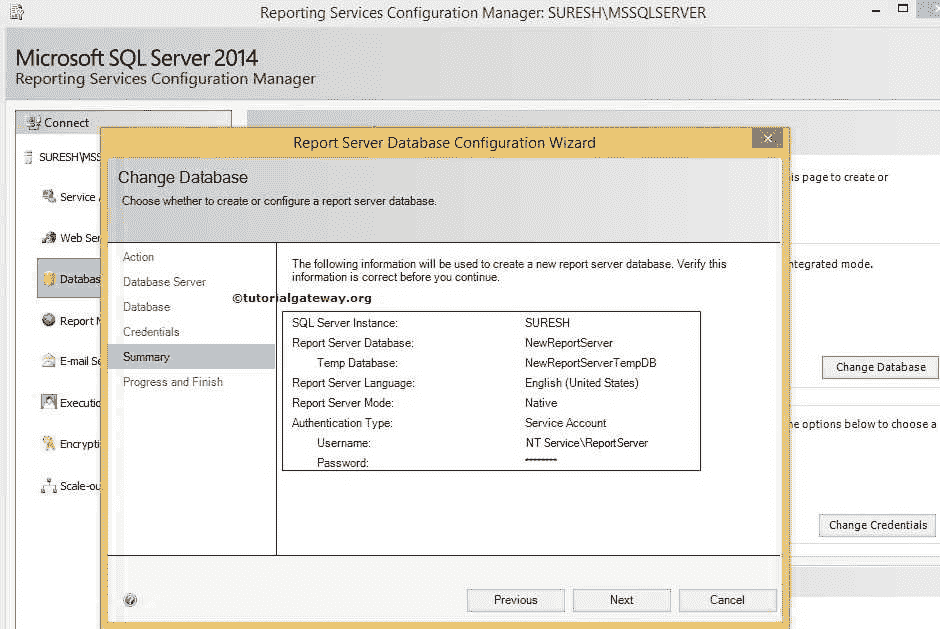 Reporting Services Configuration Manager: SURESH\MSSQLSERVER
Microsoft SQL Server 2014
Reporting Services Configuration Manager
Connect
SURESH\MSS
Service
Web Ser
Databas
Report
E-mail Se
Executio
Encrypti
Scale-ou
is page to create or
ntegrated mode.
Change Database
he options below to choose a
Change Credentials
Report Server Database Configuration Wizard
Change Database
Choose whether to create or configure a report server database.
Action
Database Server
Database
Credentials
Summary
Progress and Finish
The following information will be used to create a new report server database. Verify this
information is correct before you continue.
©tutorialgateway.org
SQL Server Instance: SURESH
Report Server Database: NewReportServer
Temp Database: NewReportServerTempDB
Report Server Language: English (United States)
Report Server Mode: Native
Authentication Type: Service Account
Username: NT Service\ReportServer
Password: ********
Previous Next Cancel